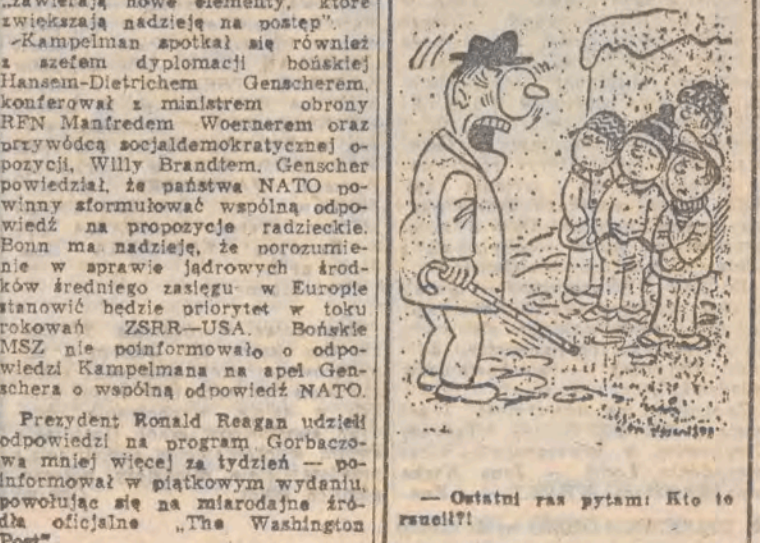 „zawierają nowe elementy, które
zwiększają nadzieję na postęp”.
Kampelman spotkał się również
z szefem dyplomacji bońskiej
Hansem-Dietrichem Genscherem,
konferował z ministrem obrony
RFN Manfredem Woernerem oraz
przywódcą socjaldemokratycznej o-
pozycji, Willy Brandtem. Genscher
powiedział, że państwa NATO po-
winny sformułować wspólną odpo-
wiedź na propozycje radzieckie.
Bonn ma nadzieję, że porozumie-
nie w sprawie jądrowych środ-
ków średniego zasięgu w Europie
stanowić będzie priorytet w toku
rokowań ZSRR—USA. Bońskie
MSZ nie poinformowało o odpo-
wiedzi Kampelmana na apel Gen-
schera o wspólną odpowiedź NATO.
Prezydent Ronald Reagan udzieli
odpowiedzi na program Gorbaczo-
wa mniej więcej za tydzień — po-
informował w piątkowym wydaniu,
powołując się na miarodajne źró-
dła oficjalne „The Washington
Post”
— Ostatni raz pytam: Kto to
rzucił?!